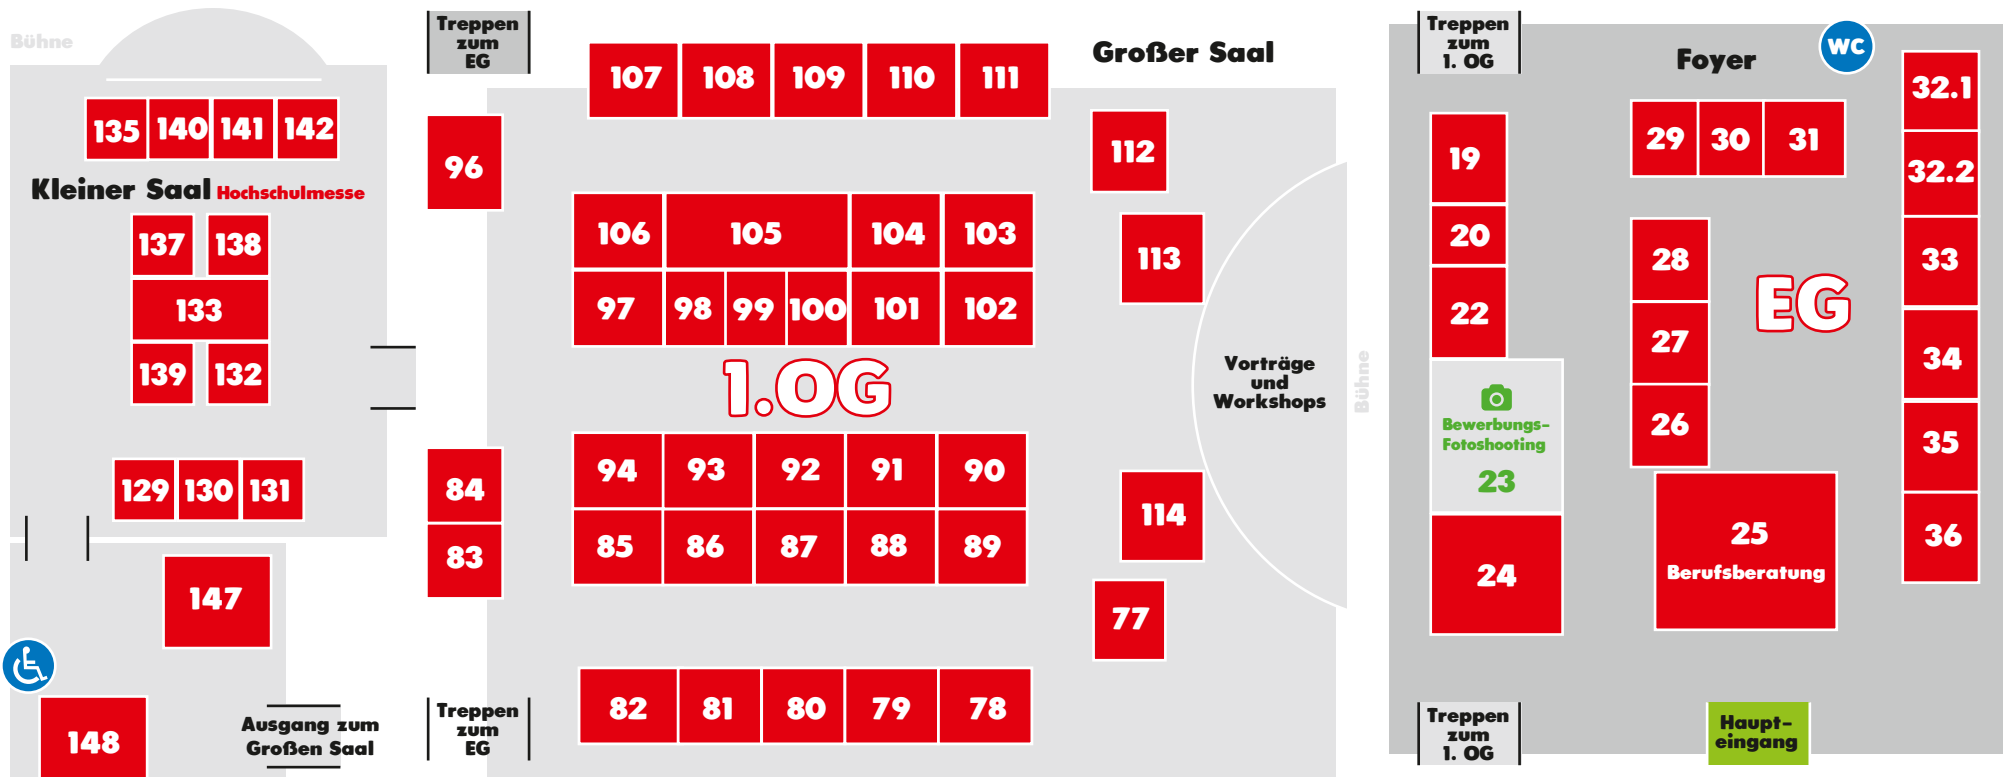 Bühne
135 140 141 142
Kleiner Saal Hochschulmesse
137 138
133
139 132
129 130 131
147
148
Ausgang zum
Großen Saal
Treppen
zum
EG
96
84
83
Treppen
zum
EG
Großer Saal
107 108 109 110 111
112
106 105 104 103
113
97 98 99 100 101 102
1.OG
Vorträge
und
Workshops
Bühne
94 93 92 91 90
85 86 87 88 89
114
77
82 81 80 79 78
Treppen
zum
1. OG
Foyer
WC
19
20
22
Bewerbungs-
Fotoshooting
23
24
29 30 31
28
27
26
EG
25
Berufsberatung
32.1
32.2
33
34
35
36
Treppen
zum
1. OG
Haupt-
eingang